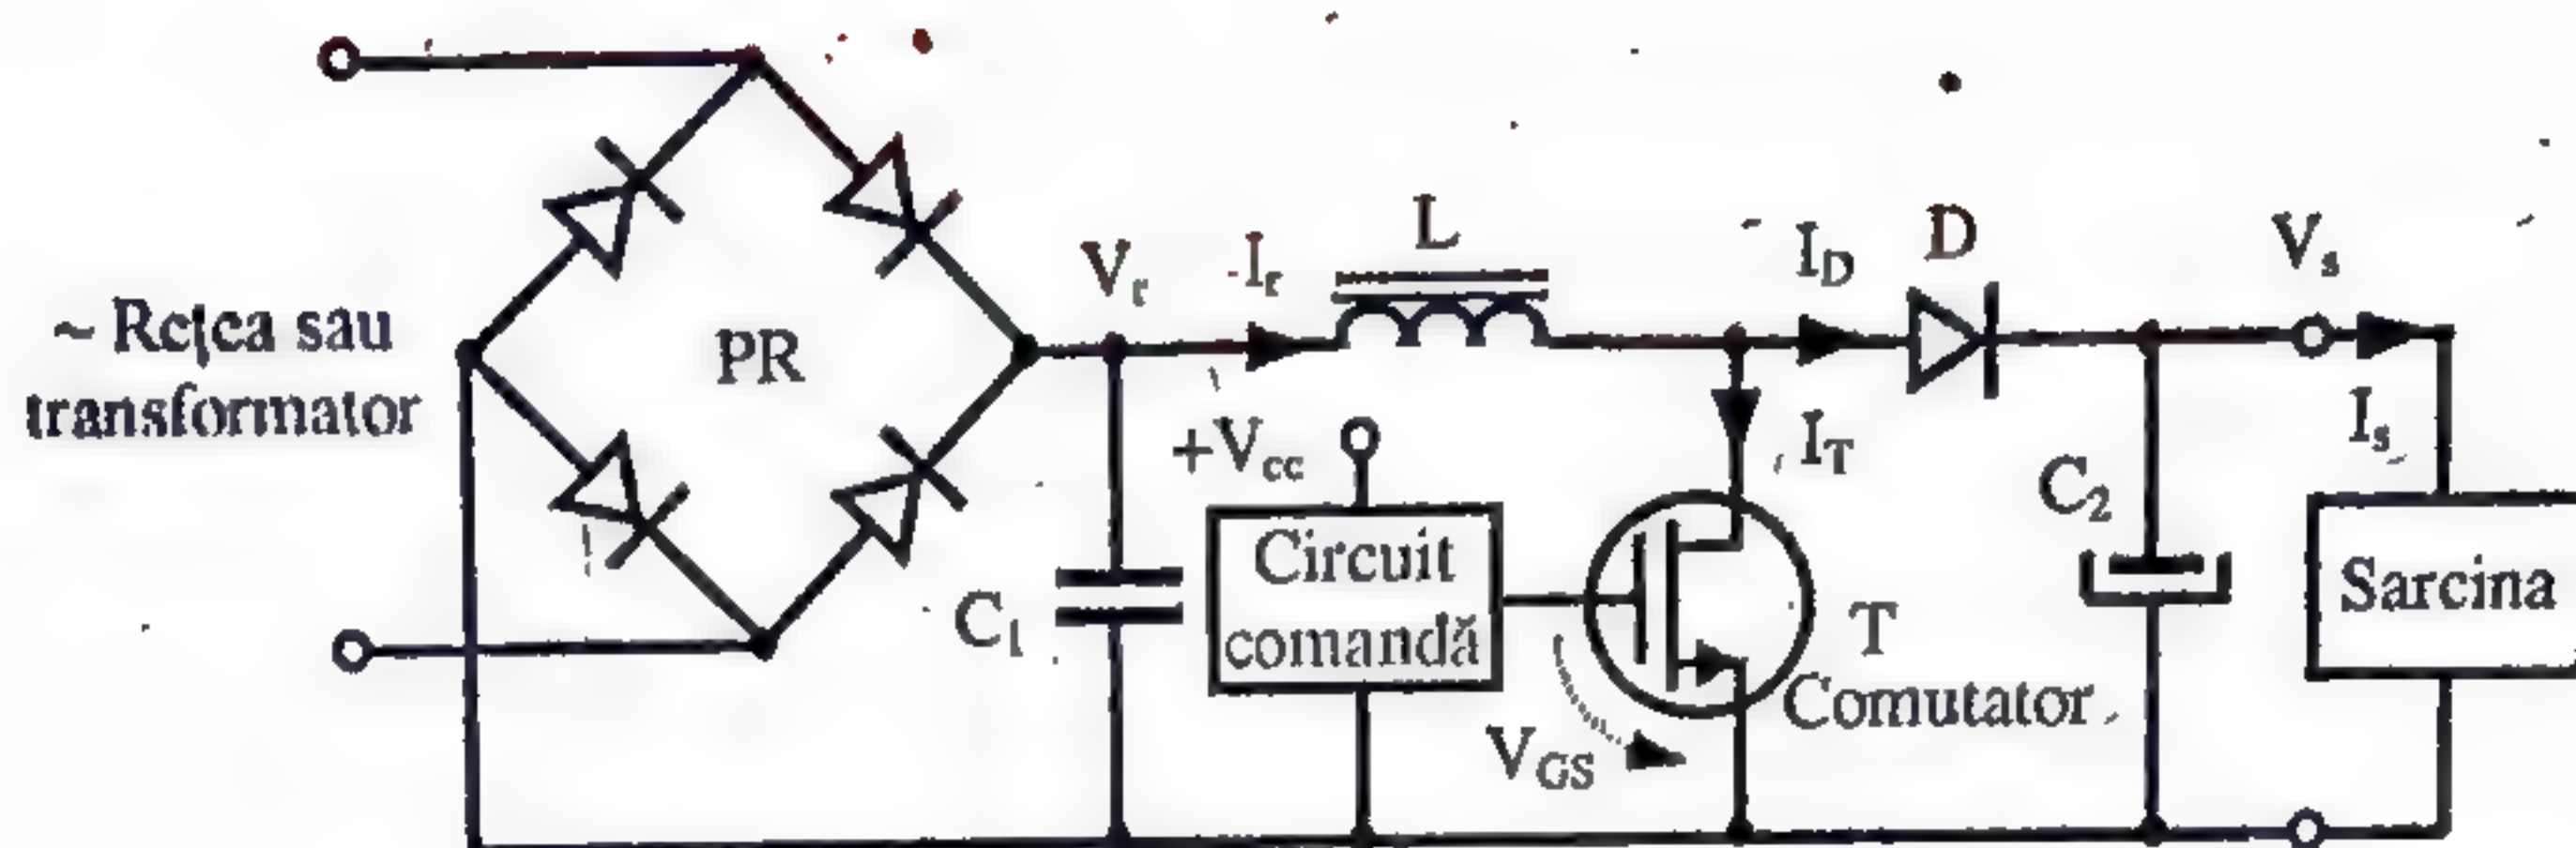 ~ Rețea sau
transformator
PR
V_r
I_r
L
I_D
D
V_s
+V_cc
I_T
I_s
C_1
Circuit
comandă
T
Comutator
V_GS
C_2
Sarcina